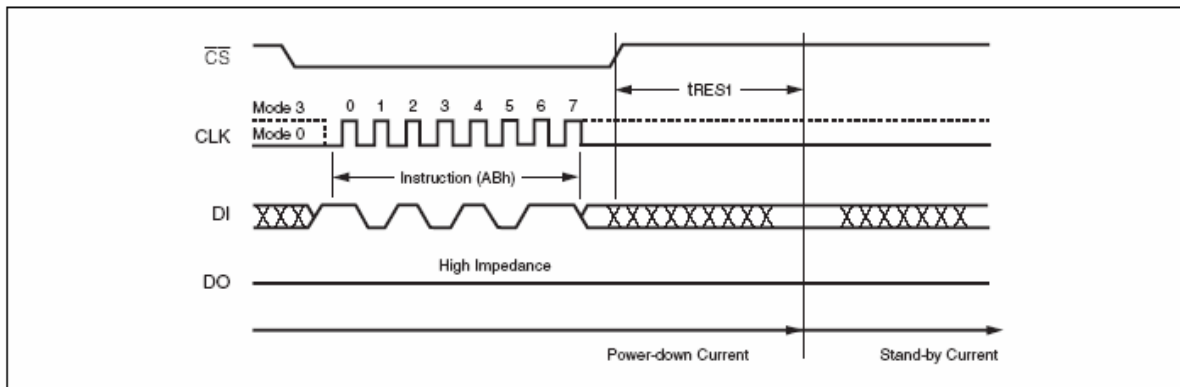 CS
tRES1
Mode 3 0 1 2 3 4 5 6 7
CLK Mode 0
Instruction (ABh)
DI
High Impedance
DO
Power-down Current Stand-by Current